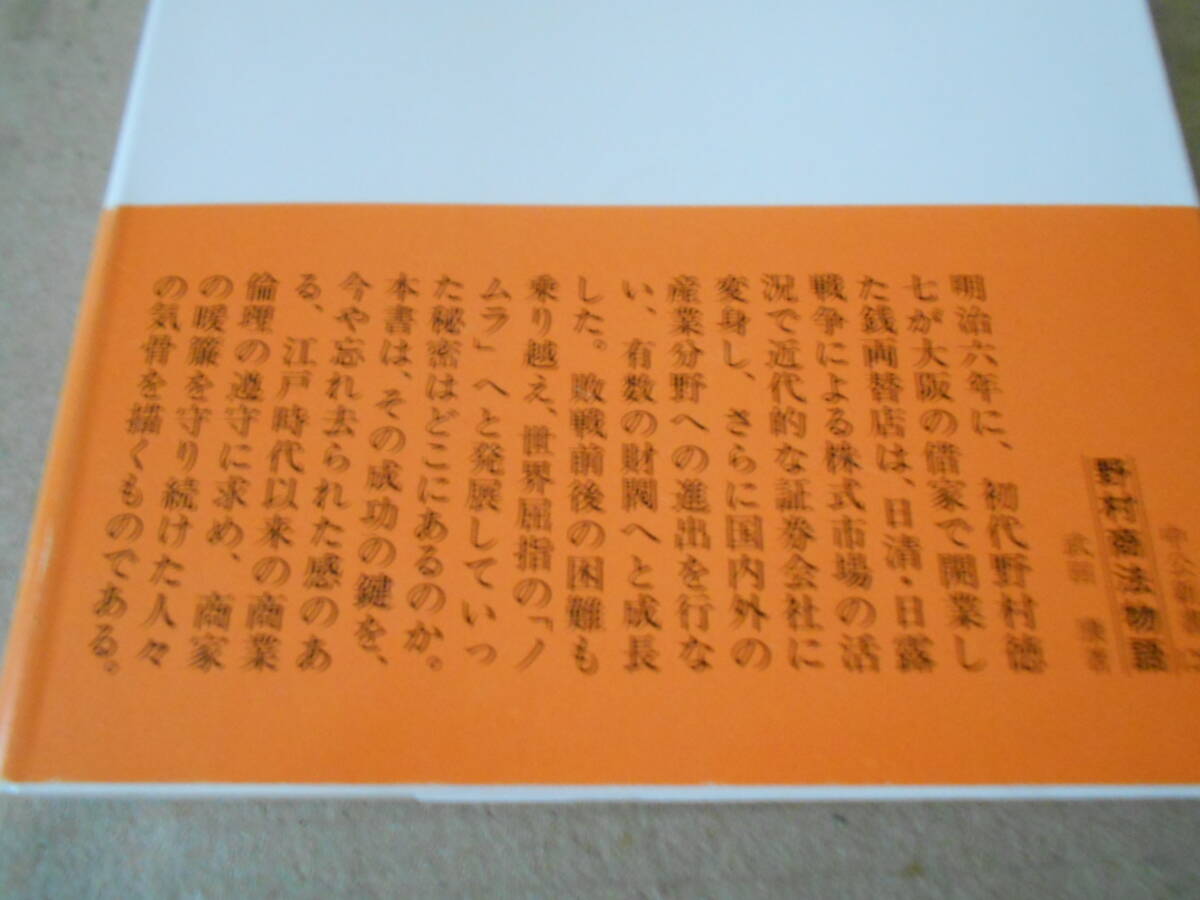 野村商法物語
明治六年に、初代野村徳
七が大阪の借家で開業し
た銭両替店は、日清・日露
戦争による株式市場の活
況で近代的な証券会社に
変身し、さらに国内外の
産業分野への進出を行な
い、有数の財閥へと成長
した。敗戦前後の困難も
乗り越え、世界屈指の「ノ
ムラ」へと発展していっ
た秘密はどこにあるのか。
本書は、その成功の鍵を、
今や忘れ去られた感のあ
る、江戸時代以来の商業
倫理の遵守に求め、商家
の暖簾を守り続けた人々
の気骨を描くものである。